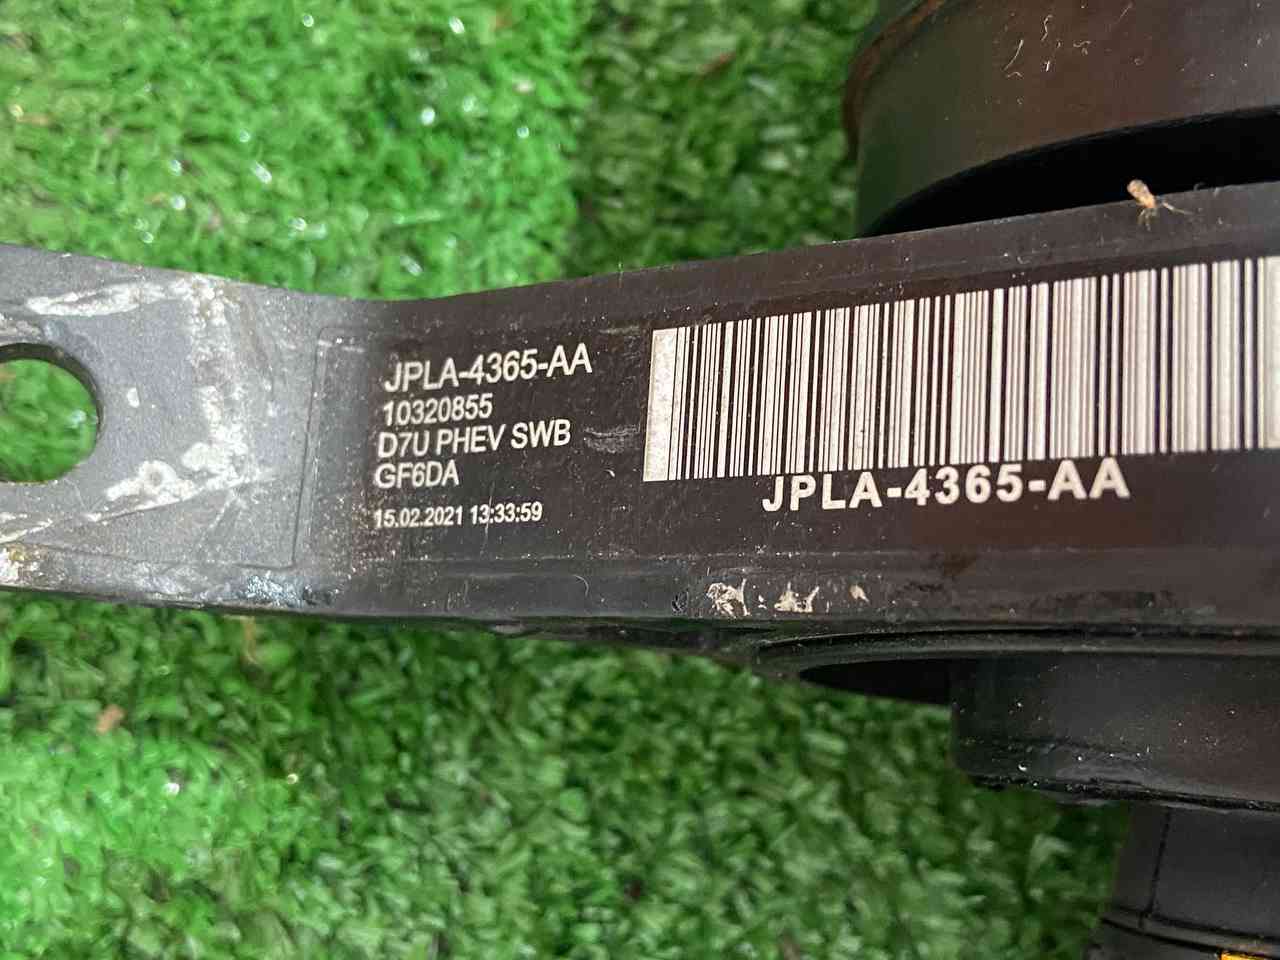 JPLA-4365-AA
10320855
D7U PHEV SWB
GF6DA
15.02.2021 13:33:59
JPLA-4365-AA